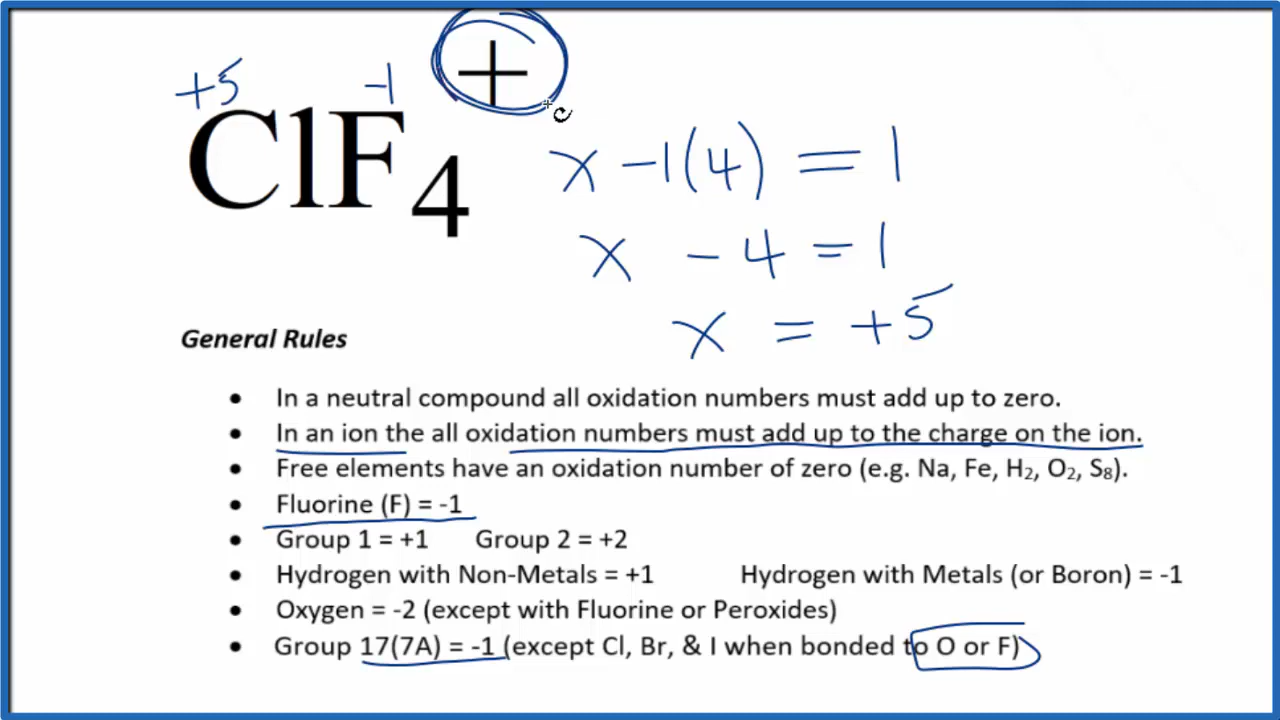 +5 -1 +
ClF4
x -1(4) = 1
x - 4 = 1
x = +5
General Rules
• In a neutral compound all oxidation numbers must add up to zero.
• In an ion the all oxidation numbers must add up to the charge on the ion.
• Free elements have an oxidation number of zero (e.g. Na, Fe, H₂, O₂, S₈).
• Fluorine (F) = -1
• Group 1 = +1 Group 2 = +2
• Hydrogen with Non-Metals = +1 Hydrogen with Metals (or Boron) = -1
• Oxygen = -2 (except with Fluorine or Peroxides)
• Group 17(7A) = -1 (except Cl, Br, & I when bonded to O or F)